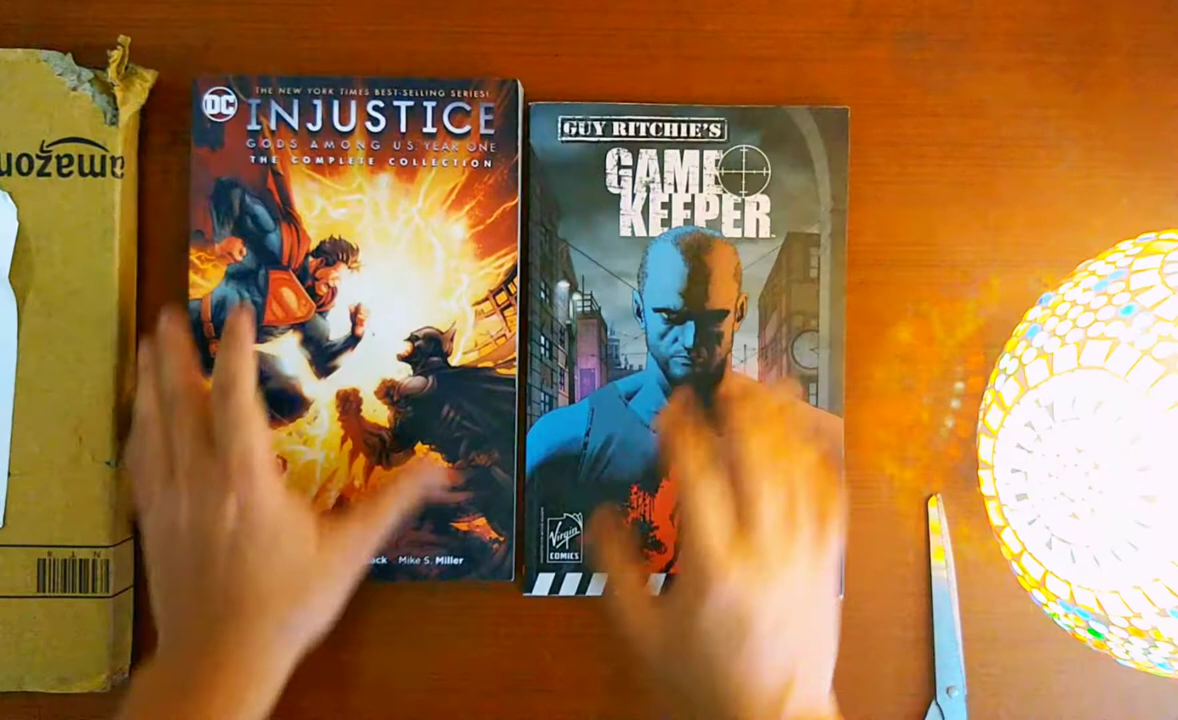 amazon
DC
THE NEW YORK TIMES BEST-SELLING SERIES!
INJUSTICE
GODS AMONG US: YEAR ONE
THE COMPLETE COLLECTION
Mike S. Miller
GUY RITCHIE'S
GAME
KEEPER
Virgin
COMICS